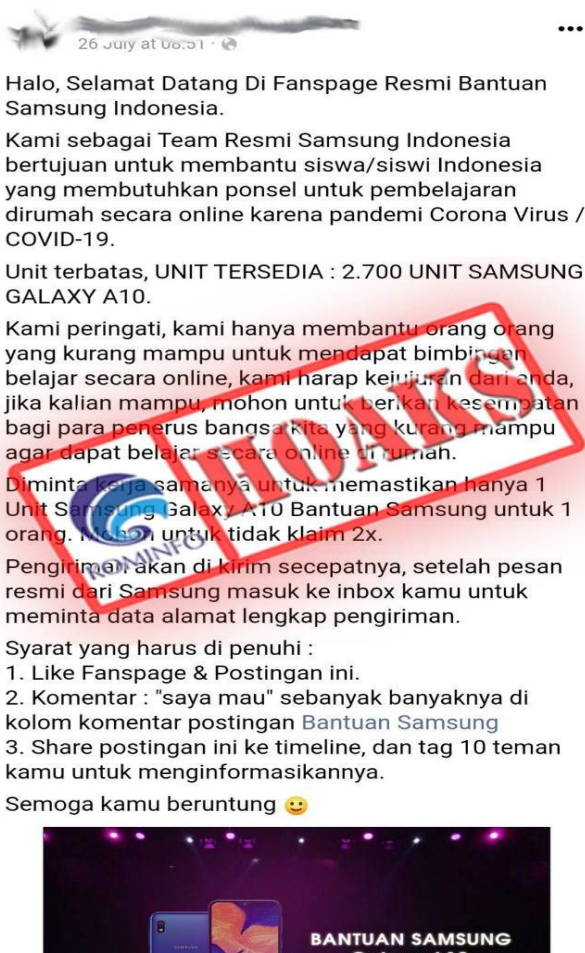 26 July at 08:51
Halo, Selamat Datang Di Fanspage Resmi Bantuan
Samsung Indonesia.
Kami sebagai Team Resmi Samsung Indonesia
bertujuan untuk membantu siswa/siswi Indonesia
yang membutuhkan ponsel untuk pembelajaran
dirumah secara online karena pandemi Corona Virus /
COVID-19.
Unit terbatas, UNIT TERSEDIA : 2.700 UNIT SAMSUNG
GALAXY A10.
Kami peringati, kami hanya membantu orang orang
yang kurang mampu untuk mendapat bimbingan
belajar secara online, kami harap kejujuran dari anda,
jika kalian mampu, mohon untuk berikan kesempatan
bagi para penerus bangsa kita yang kurang mampu
agar dapat belajar secara online di rumah.
HOAKS
Diminta kerja samanya untuk memastikan hanya 1
Unit Samsung Galaxy A10 Bantuan Samsung untuk 1
orang. Mohon untuk tidak klaim 2x.
KOMINFO
Pengiriman akan di kirim secepatnya, setelah pesan
resmi dari Samsung masuk ke inbox kamu untuk
meminta data alamat lengkap pengiriman.
Syarat yang harus di penuhi :
1. Like Fanspage & Postingan ini.
2. Komentar : "saya mau" sebanyak banyaknya di
kolom komentar postingan Bantuan Samsung
3. Share postingan ini ke timeline, dan tag 10 teman
kamu untuk menginformasikannya.
Semoga kamu beruntung 🙂
SAMSUNG
BANTUAN SAMSUNG